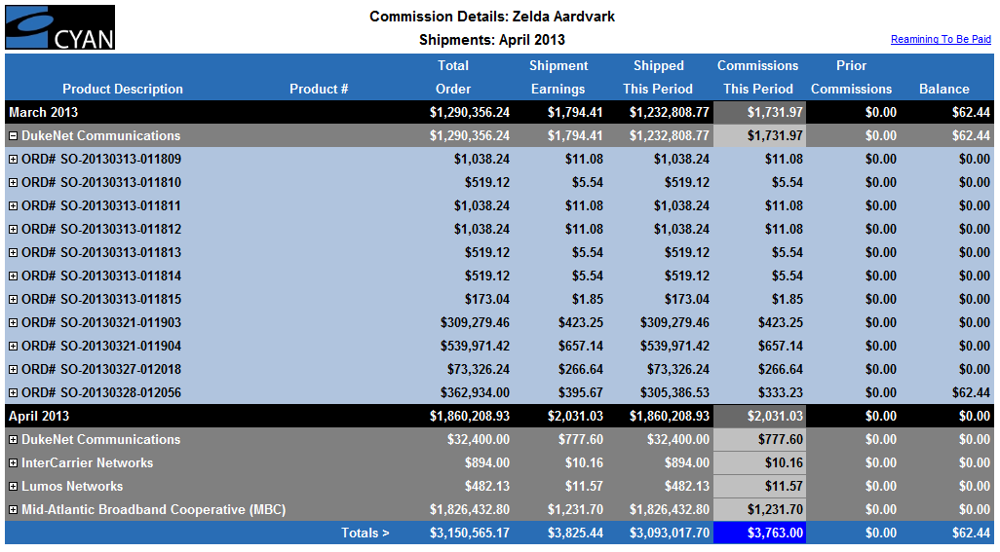 CYAN
Commission Details: Zelda Aardvark
Shipments: April 2013
Reamining To Be Paid
Total Shipment Shipped Commissions Prior
Product Description Product # Order Earnings This Period This Period Commissions Balance
March 2013 $1,290,356.24 $1,794.41 $1,232,808.77 $1,731.97 $0.00 $62.44
DukeNet Communications $1,290,356.24 $1,794.41 $1,232,808.77 $1,731.97 $0.00 $62.44
ORD# SO-20130313-011809 $1,038.24 $11.08 $1,038.24 $11.08 $0.00 $0.00
ORD# SO-20130313-011810 $519.12 $5.54 $519.12 $5.54 $0.00 $0.00
ORD# SO-20130313-011811 $1,038.24 $11.08 $1,038.24 $11.08 $0.00 $0.00
ORD# SO-20130313-011812 $1,038.24 $11.08 $1,038.24 $11.08 $0.00 $0.00
ORD# SO-20130313-011813 $519.12 $5.54 $519.12 $5.54 $0.00 $0.00
ORD# SO-20130313-011814 $519.12 $5.54 $519.12 $5.54 $0.00 $0.00
ORD# SO-20130313-011815 $173.04 $1.85 $173.04 $1.85 $0.00 $0.00
ORD# SO-20130321-011903 $309,279.46 $423.25 $309,279.46 $423.25 $0.00 $0.00
ORD# SO-20130321-011904 $539,971.42 $657.14 $539,971.42 $657.14 $0.00 $0.00
ORD# SO-20130327-012018 $73,326.24 $266.64 $73,326.24 $266.64 $0.00 $0.00
ORD# SO-20130328-012056 $362,934.00 $395.67 $305,386.53 $333.23 $0.00 $62.44
April 2013 $1,860,208.93 $2,031.03 $1,860,208.93 $2,031.03 $0.00 $0.00
DukeNet Communications $32,400.00 $777.60 $32,400.00 $777.60 $0.00 $0.00
InterCarrier Networks $894.00 $10.16 $894.00 $10.16 $0.00 $0.00
Lumos Networks $482.13 $11.57 $482.13 $11.57 $0.00 $0.00
Mid-Atlantic Broadband Cooperative (MBC) $1,826,432.80 $1,231.70 $1,826,432.80 $1,231.70 $0.00 $0.00
Totals > $3,150,565.17 $3,825.44 $3,093,017.70 $3,763.00 $0.00 $62.44